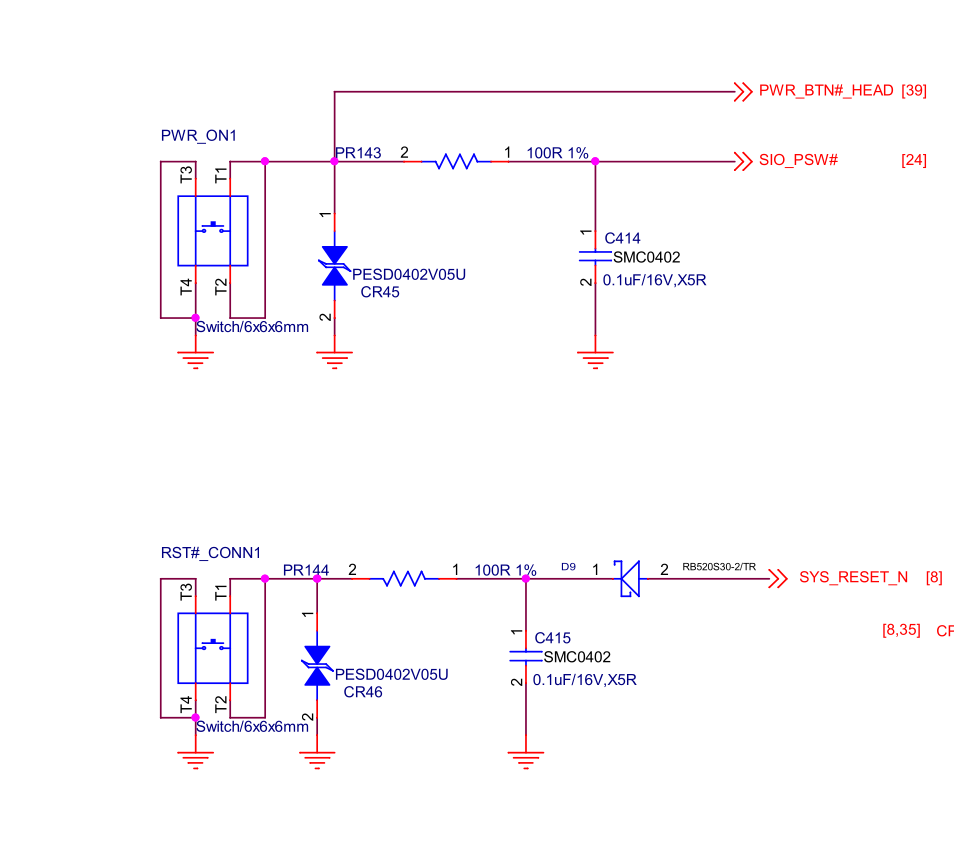 PWR_BTN#_HEAD [39]
PWR_ON1
PR143 2 1 100R 1% SIO_PSW# [24]
T3 T1
1
1
C414
SMC0402
PESD0402V05U
0.1uF/16V,X5R
T4 T2
2
CR45
2
Switch/6x6x6mm
RST#_CONN1
PR144 2 1 100R 1% D9 1 2 RB520S30-2/TR SYS_RESET_N [8]
T3 T1
1
1
[8,35] CF
C415
SMC0402
PESD0402V05U
0.1uF/16V,X5R
T4 T2
2
CR46
2
Switch/6x6x6mm